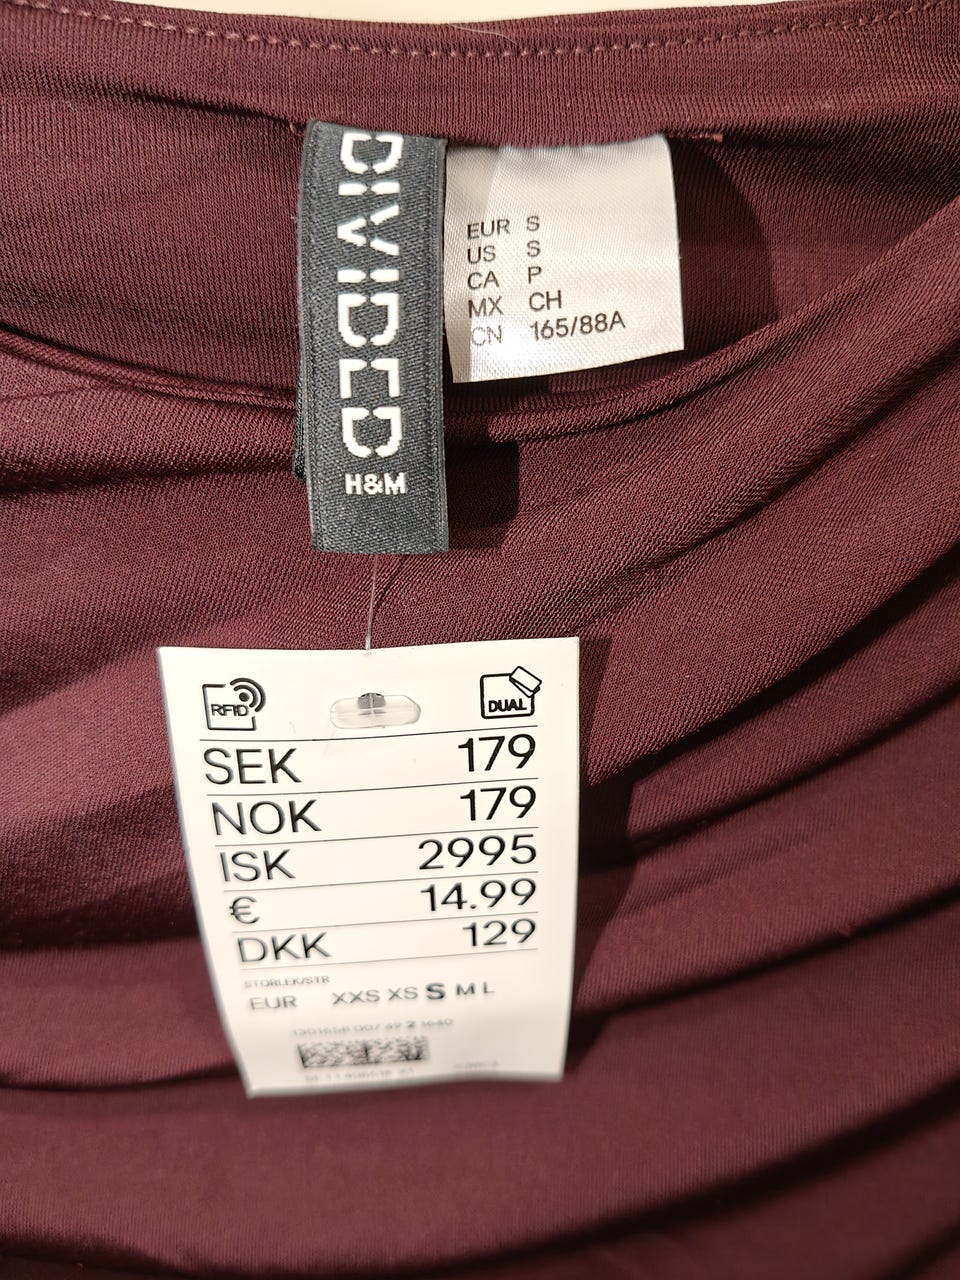 DIVIDED
H&M
EUR S
US S
CA P
MX CH
CN 165/88A
RFID
DUAL
SEK 179
NOK 179
ISK 2995
€ 14.99
DKK 129
STORLEK/STR
EUR XXS XS S M L